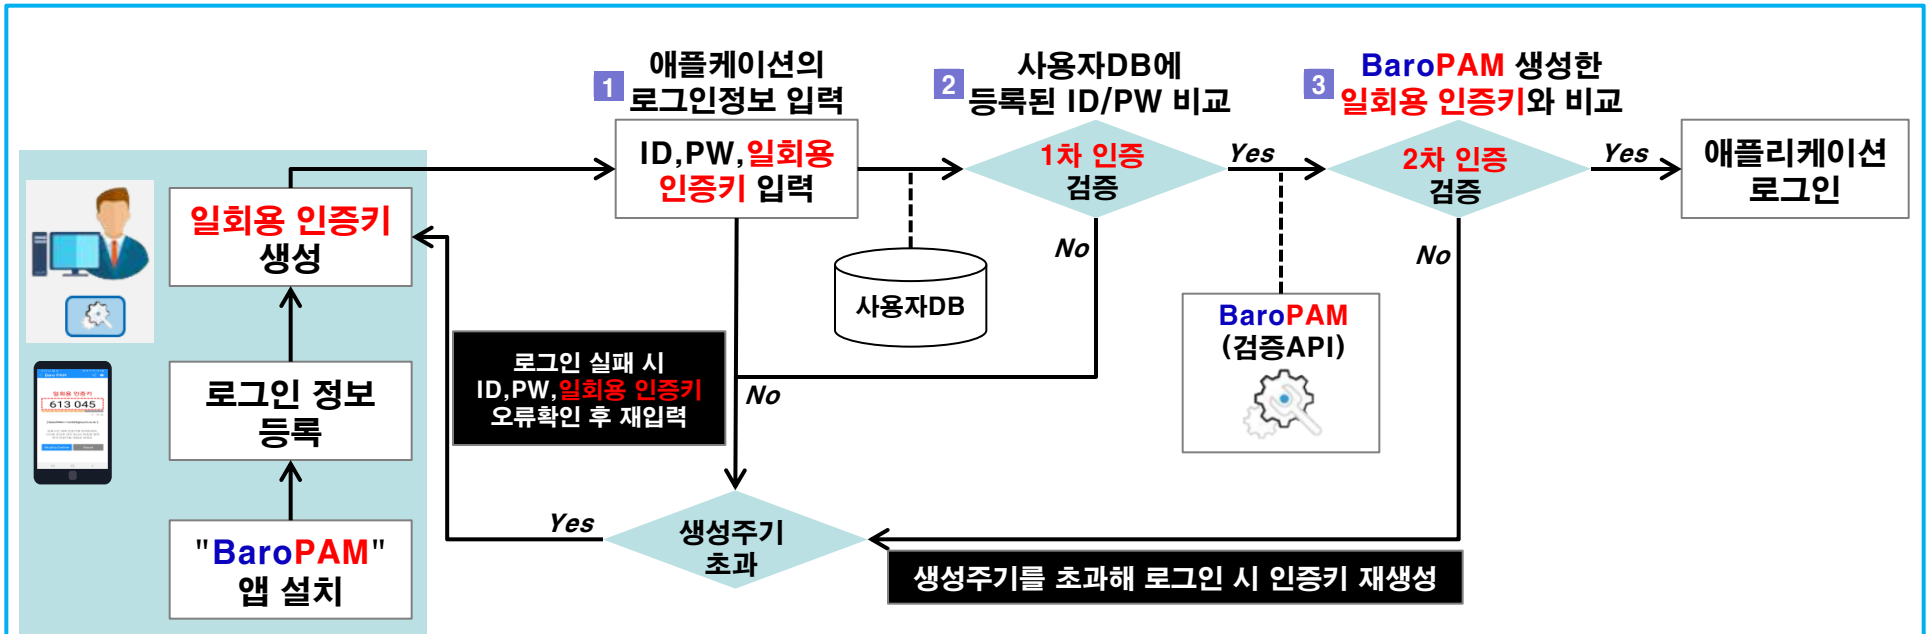 1
애플케이션의
로그인정보 입력
2
사용자DB에
등록된 ID/PW 비교
3
BaroPAM 생성한
일회용 인증키와 비교
ID,PW,일회용
인증키 입력
1차 인증
검증
Yes
2차 인증
검증
Yes
애플리케이션
로그인
일회용 인증키
생성
No
No
사용자DB
BaroPAM
(검증API)
로그인 실패 시
ID,PW,일회용 인증키
오류확인 후 재입력
No
로그인 정보
등록
Baro PAM
일회용 인증키
613 045
Yes
생성주기
초과
"BaroPAM"
앱 설치
생성주기를 초과해 로그인 시 인증키 재생성